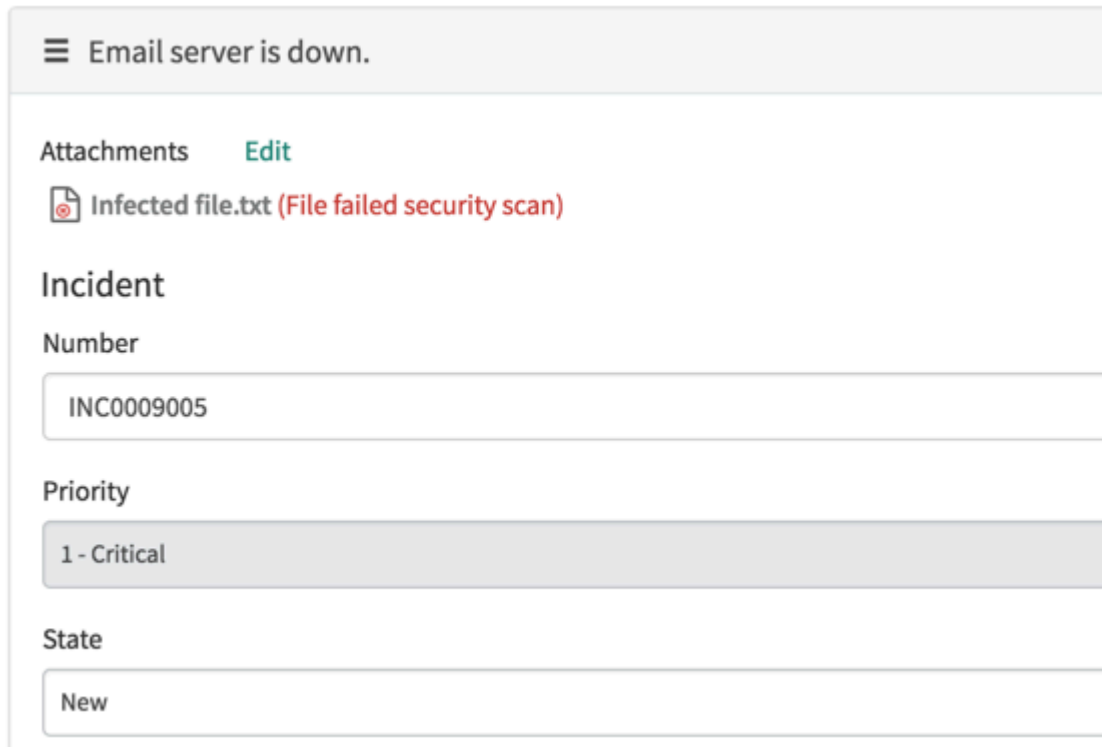 Email server is down.
Attachments Edit
Infected file.txt (File failed security scan)
Incident
Number
INC0009005
Priority
1 - Critical
State
New